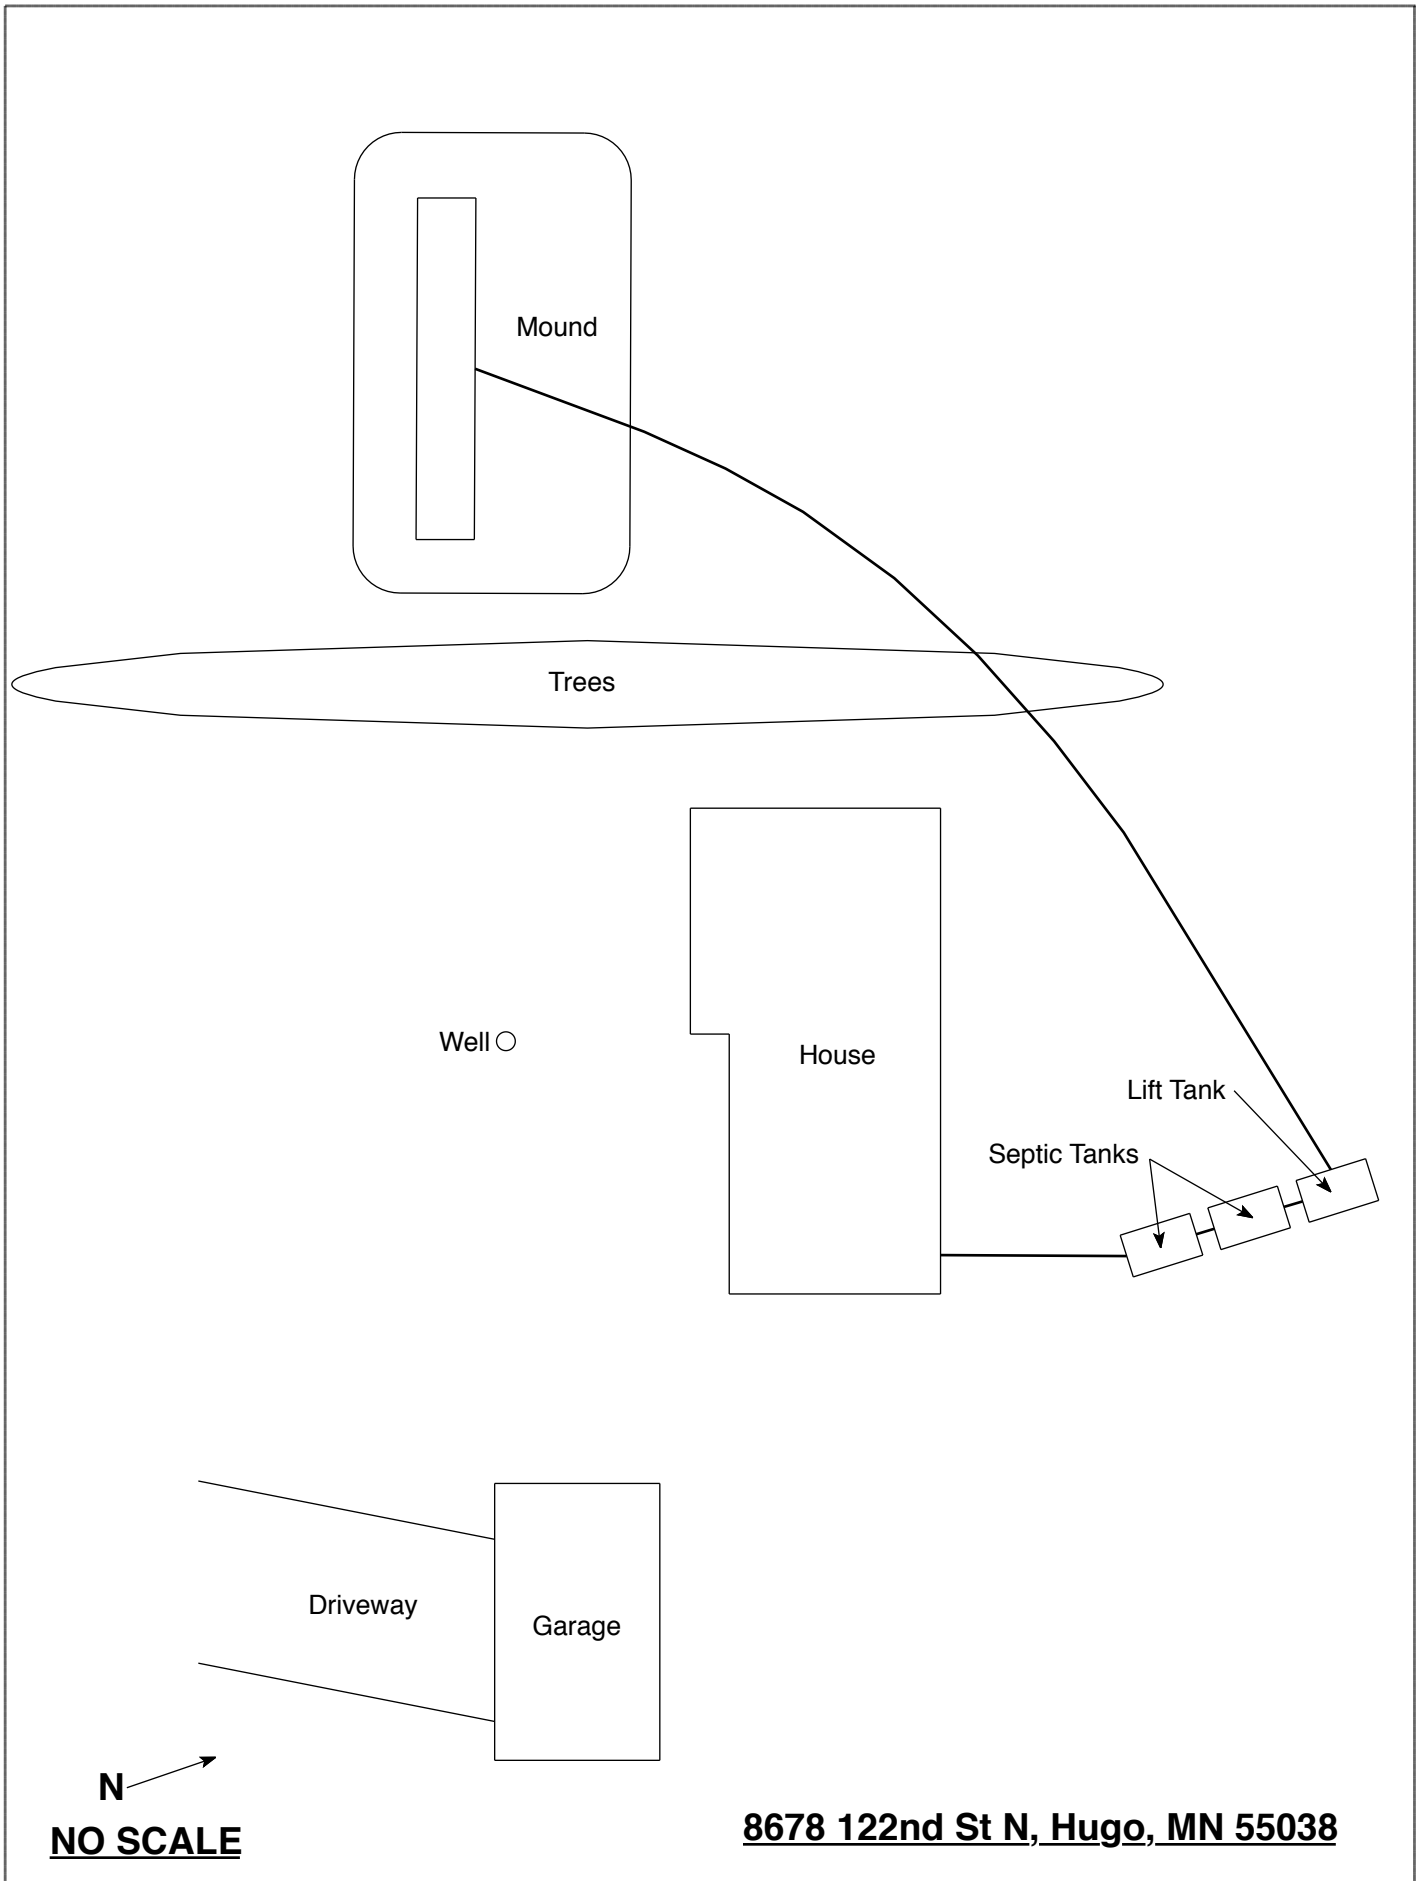 Mound
Trees
Well
House
Lift Tank
Septic Tanks
Driveway
Garage
N
NO SCALE
8678 122nd St N, Hugo, MN 55038